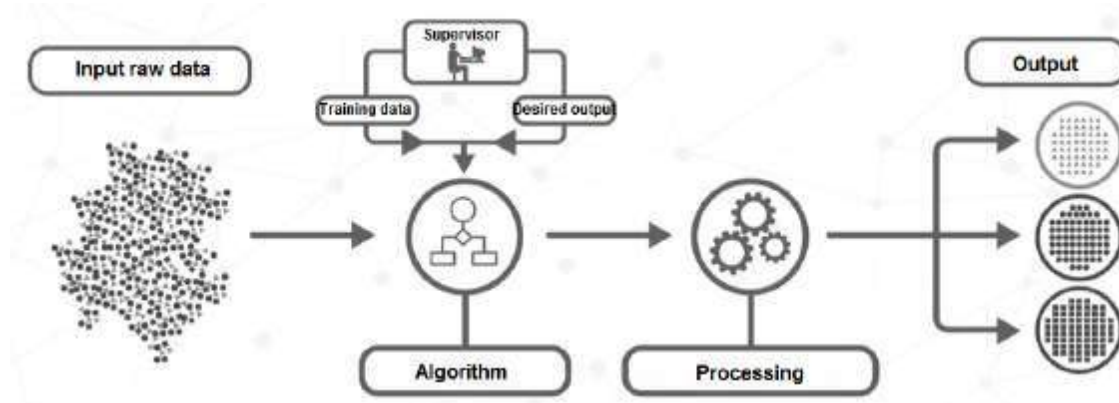 Supervisor
Input raw data
Output
Training data
Desired output
Algorithm
Processing